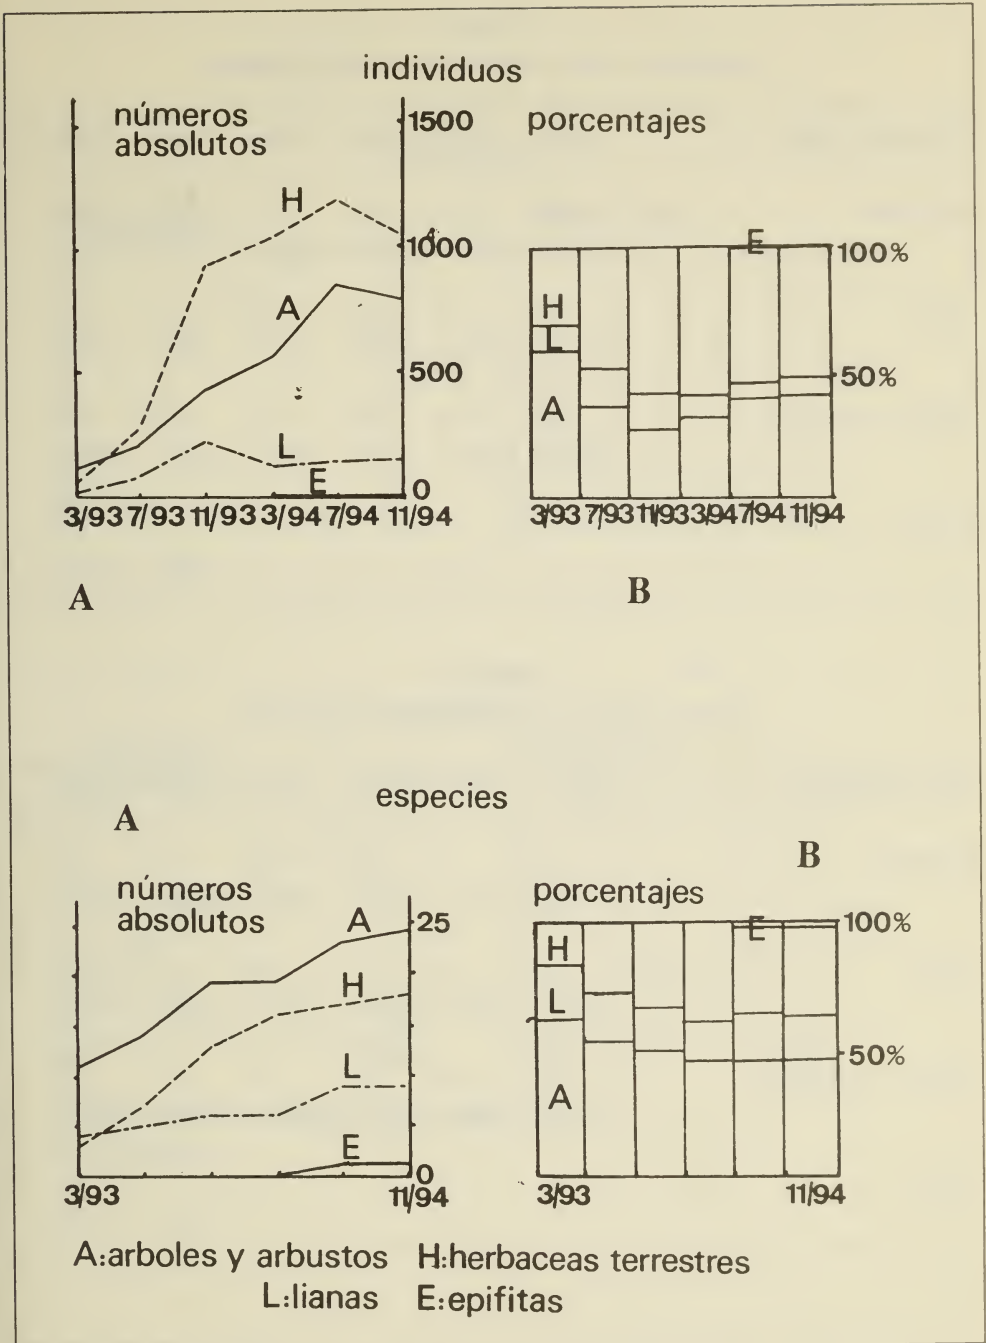 individuos
números
absolutos
1500
H
1000
A
500
L
E
0
3/93 7/93 11/93 3/94 7/94 11/94
A
porcentajes
E
100%
H
L
50%
A
3/93 7/93 11/93 3/94 7/94 11/94
B
especies
A
números
absolutos
A
25
H
L
E
0
3/93
11/94
B
porcentajes
E
100%
H
L
50%
A
3/93
11/94
A:arboles y arbustos H:herbaceas terrestres
L:lianas E:epifitas